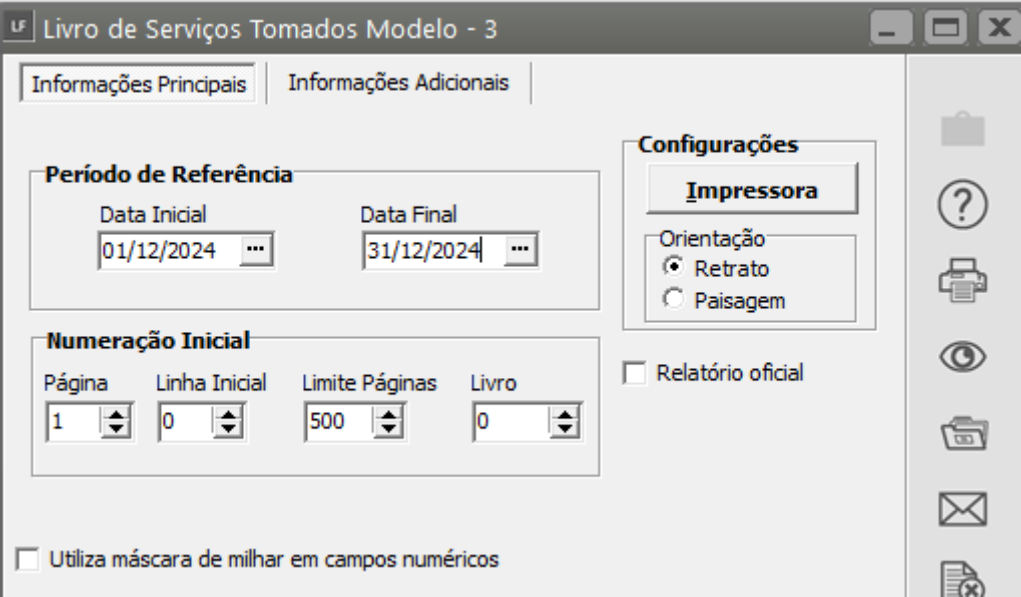 LF Livro de Serviços Tomados Modelo - 3
Informações Principais
Informações Adicionais
Período de Referência
Data Inicial
Data Final
01/12/2024 ...
31/12/2024 ...
Configurações
Impressora
Orientação
Retrato
Paisagem
Numeração Inicial
Página
Linha Inicial
Limite Páginas
Livro
1
0
500
0
Relatório oficial
Utiliza máscara de milhar em campos numéricos